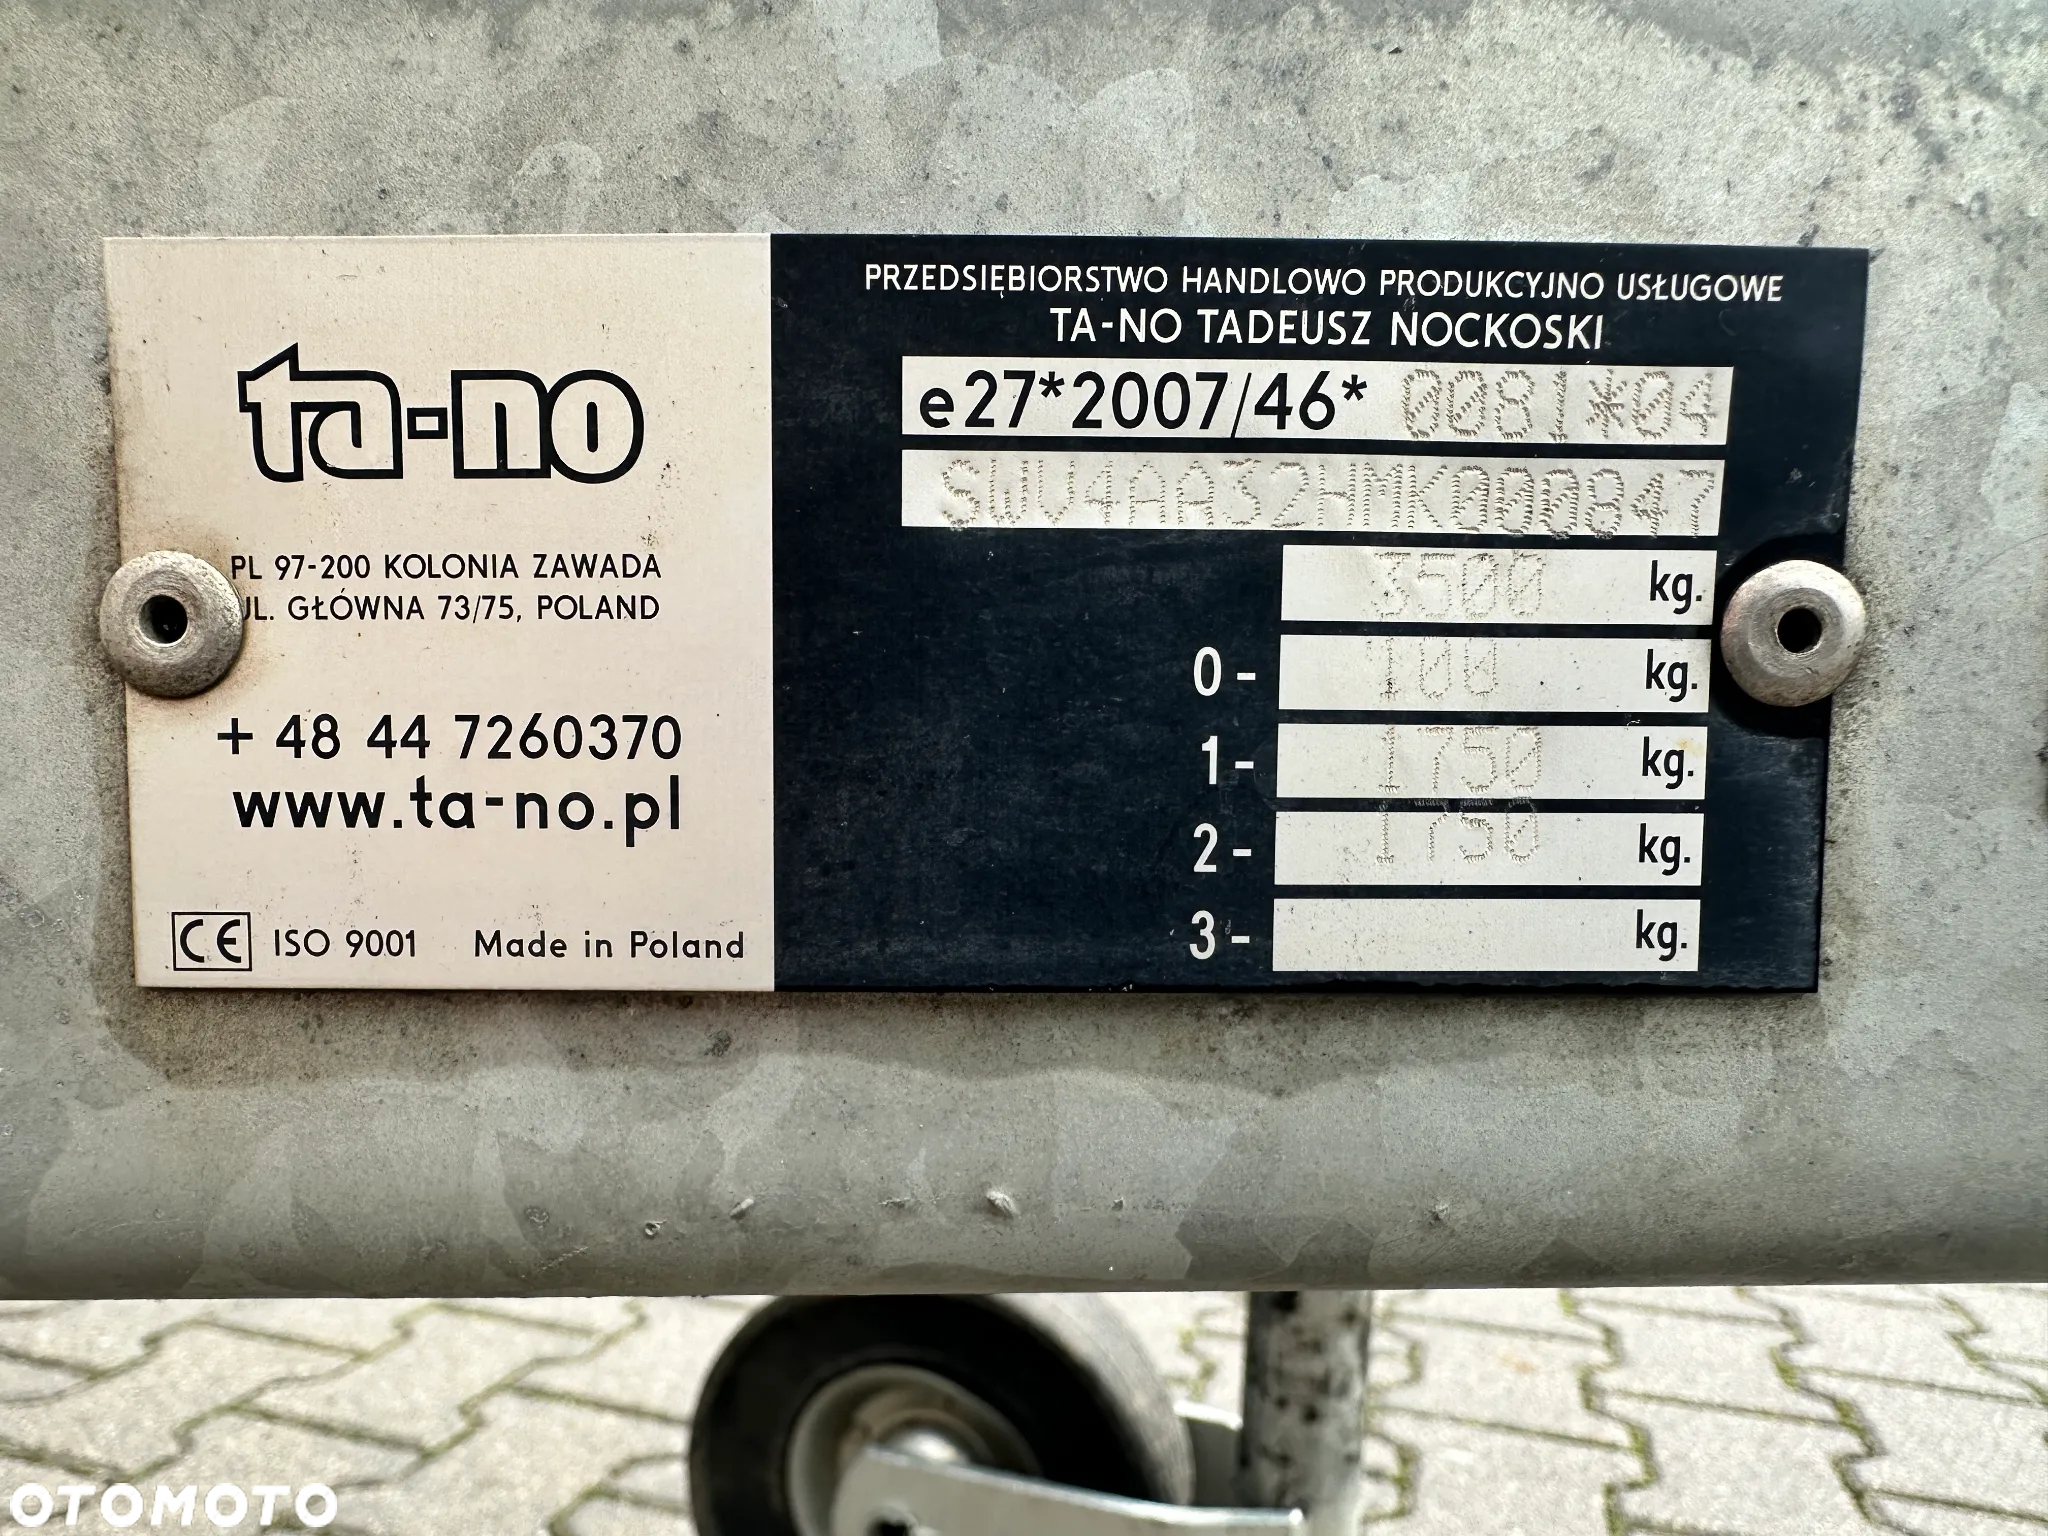 ta-no
PL 97-200 KOLONIA ZAWADA
UL. GŁÓWNA 73/75, POLAND
+ 48 44 7260370
www.ta-no.pl
CE ISO 9001 Made in Poland
PRZEDSIĘBIORSTWO HANDLOWO PRODUKCYJNO USŁUGOWE
TA-NO TADEUSZ NOCKOSKI
e27*2007/46* 0081*04
SWV4AA32HMK000847
3500 kg.
0 - 100 kg.
1 - 1750 kg.
2 - 1750 kg.
3 - kg.
OTOMOTO